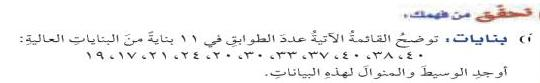 تحقق من فهمك:
أ) بنايات: توضحُ القائمةُ الآتيةُ عددَ الطوابقِ في ١١ بنايةً منَ البناياتِ العاليةِ:
١٩،١٧،٢١،٢٤،٢٠،٣٠،٣٣،٣٧،٤٠،٣٨،٤٠
أوجدِ الوسيطَ والمنوالَ لهذهِ البياناتِ.